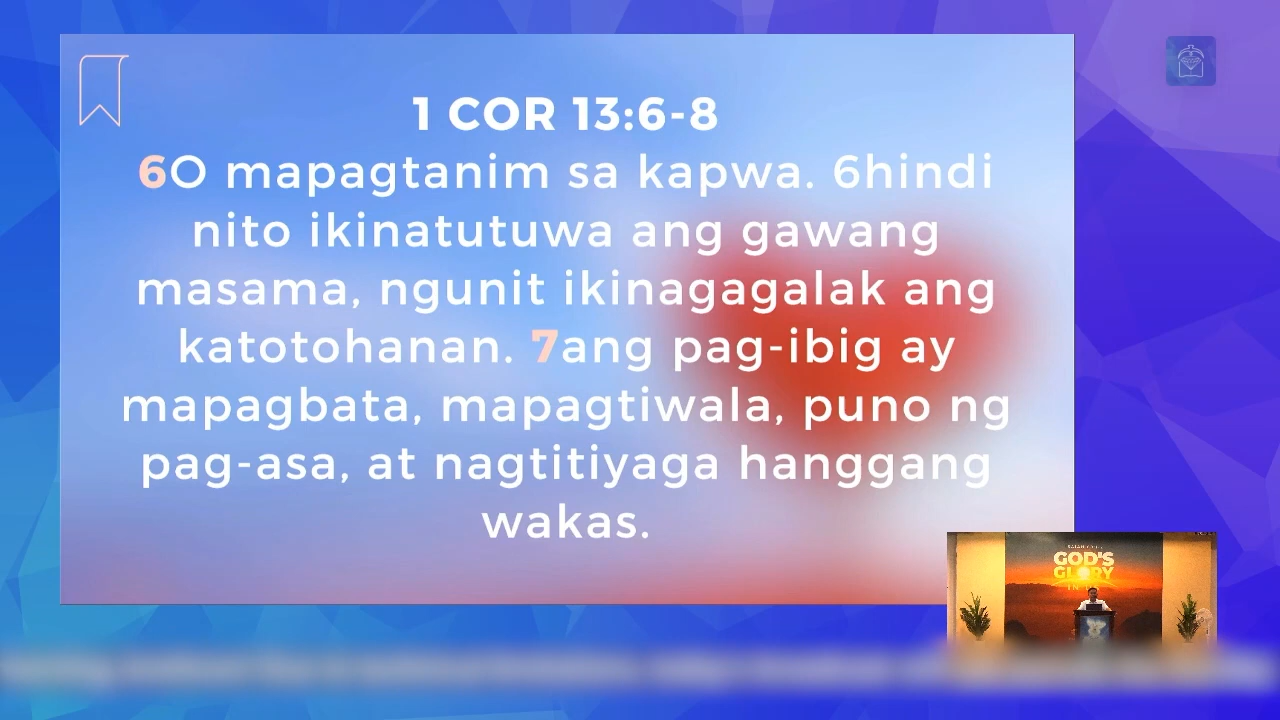 1 COR 13:6-8
6O mapagtanim sa kapwa. 6hindi
nito ikinatutuwa ang gawang
masama, ngunit ikinagagalak ang
katotohanan. 7ang pag-ibig ay
mapagbata, mapagtiwala, puno ng
pag-asa, at nagtitiyaga hanggang
wakas.
GOD'S
GLORY